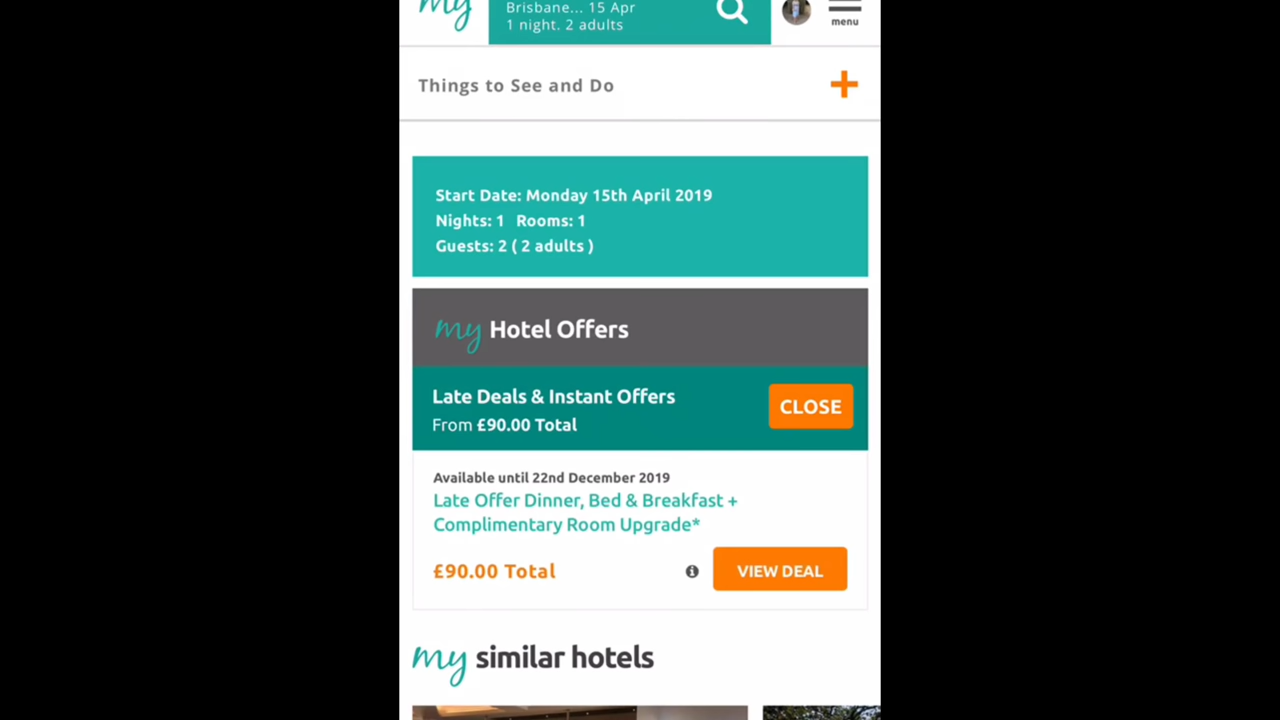 my
Brisbane... 15 Apr
1 night. 2 adults
menu
Things to See and Do
Start Date: Monday 15th April 2019
Nights: 1 Rooms: 1
Guests: 2 ( 2 adults )
my Hotel Offers
Late Deals & Instant Offers
From £90.00 Total
CLOSE
Available until 22nd December 2019
Late Offer Dinner, Bed & Breakfast +
Complimentary Room Upgrade*
£90.00 Total
VIEW DEAL
my similar hotels